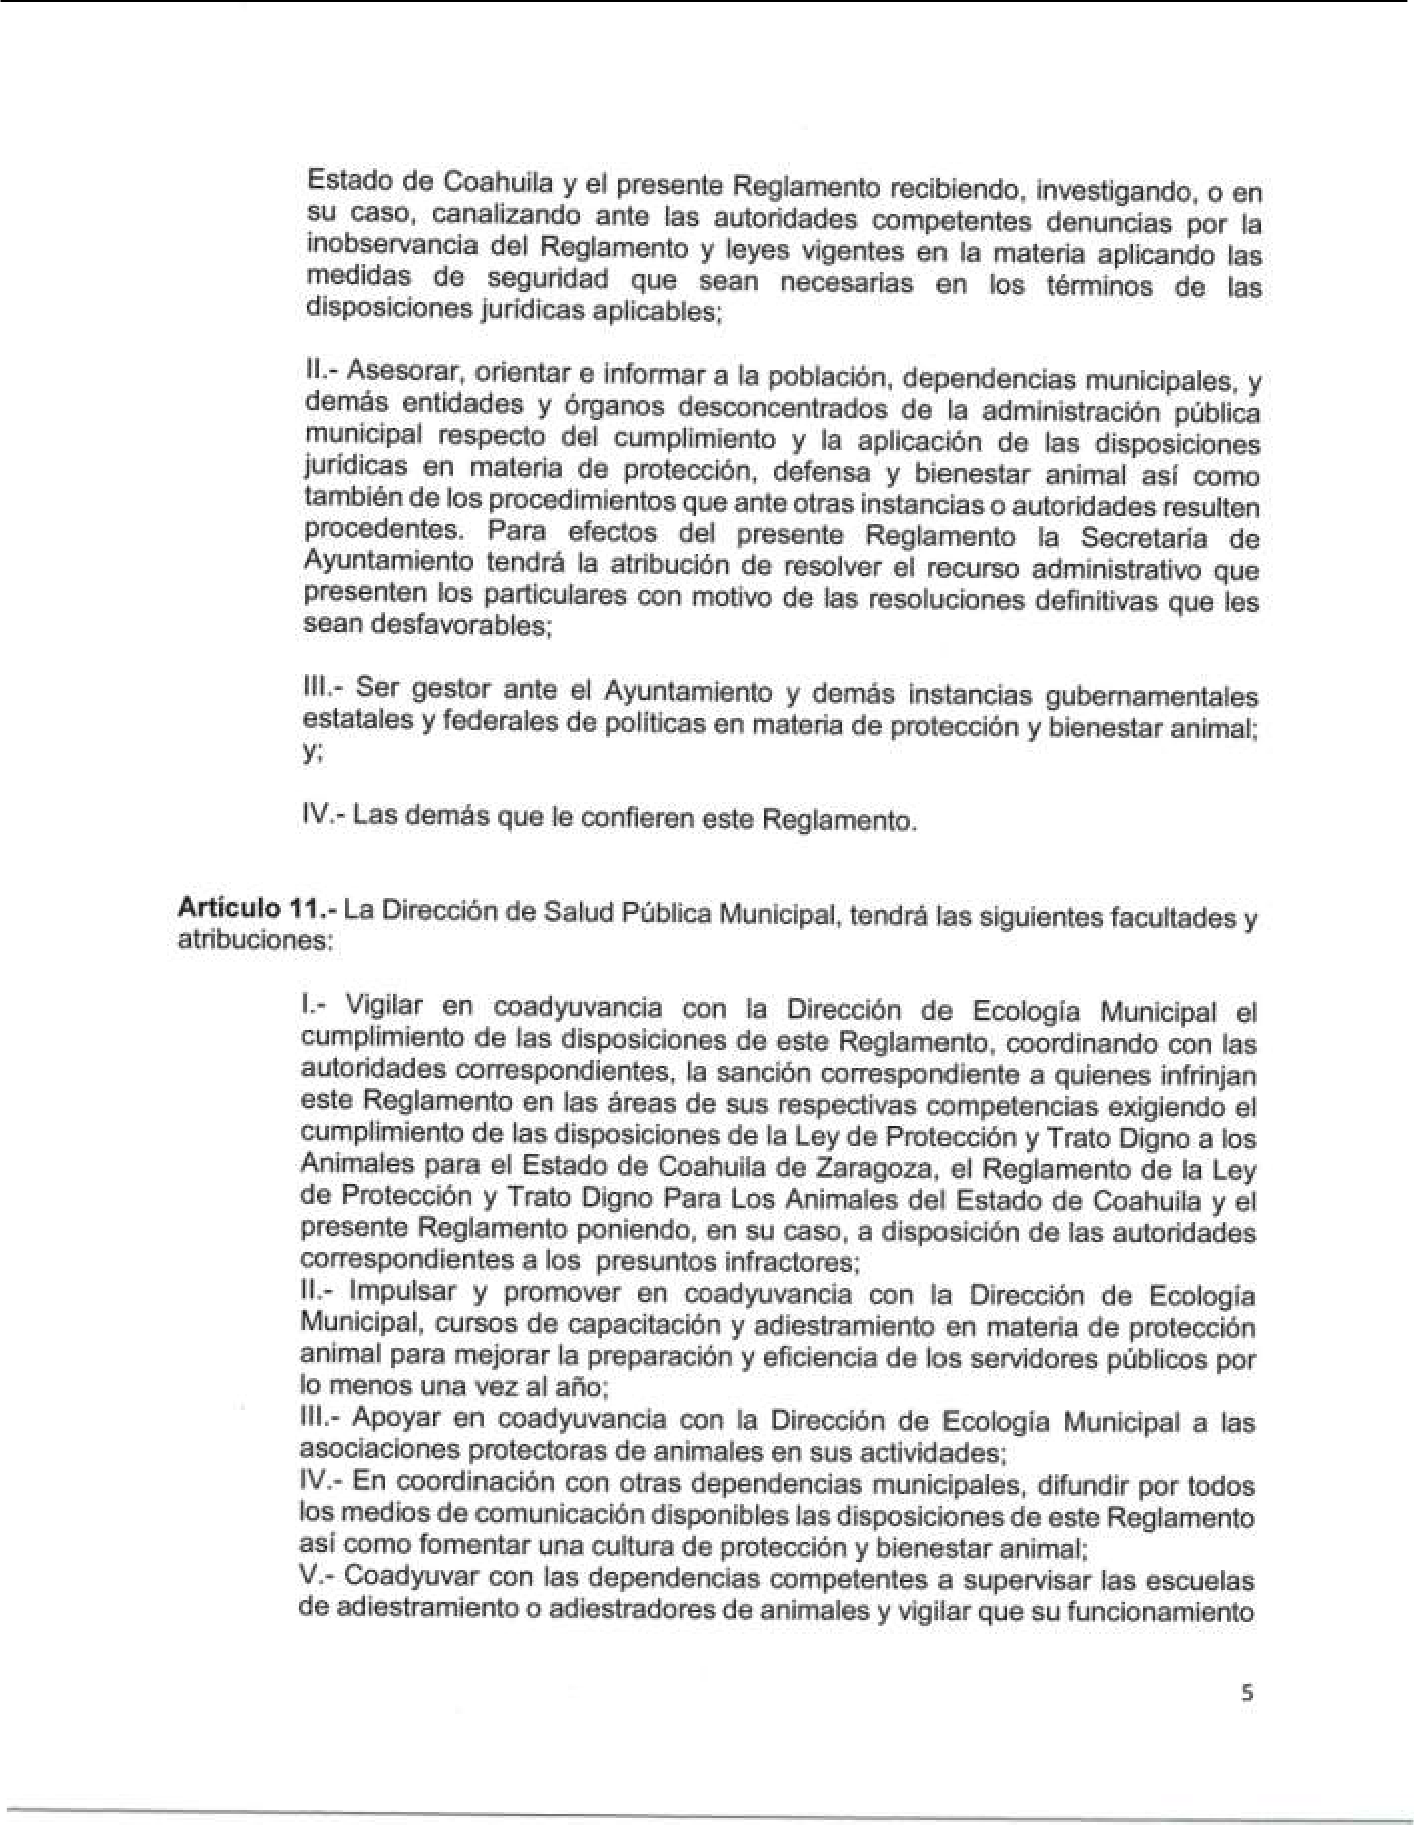 Estado de Coahuila y el presente Reglamento recibiendo, investigando, o en
su caso, canalizando ante las autoridades competentes denuncias por la
inobservancia del Reglamento y leyes vigentes en la materia aplicando las
medidas de seguridad que sean necesarias en los términos de las
disposiciones jurídicas aplicables;
II.- Asesorar, orientar e informar a la población, dependencias municipales, y
demás entidades y órganos desconcentrados de la administración pública
municipal respecto del cumplimiento y la aplicación de las disposiciones
jurídicas en materia de protección, defensa y bienestar animal así como
también de los procedimientos que ante otras instancias o autoridades resulten
procedentes. Para efectos del presente Reglamento la Secretaría de
Ayuntamiento tendrá la atribución de resolver el recurso administrativo que
presenten los particulares con motivo de las resoluciones definitivas que les
sean desfavorables;
III.- Ser gestor ante el Ayuntamiento y demás instancias gubernamentales
estatales y federales de políticas en materia de protección y bienestar animal;
y;
IV.- Las demás que le confieren este Reglamento.
Artículo 11.- La Dirección de Salud Pública Municipal, tendrá las siguientes facultades y
atribuciones:
I.- Vigilar en coadyuvancia con la Dirección de Ecología Municipal el
cumplimiento de las disposiciones de este Reglamento, coordinando con las
autoridades correspondientes, la sanción correspondiente a quienes infrinjan
este Reglamento en las áreas de sus respectivas competencias exigiendo el
cumplimiento de las disposiciones de la Ley de Protección y Trato Digno a los
Animales para el Estado de Coahuila de Zaragoza, el Reglamento de la Ley
de Protección y Trato Digno Para Los Animales del Estado de Coahuila y el
presente Reglamento poniendo, en su caso, a disposición de las autoridades
correspondientes a los presuntos infractores;
II.- Impulsar y promover en coadyuvancia con la Dirección de Ecología
Municipal, cursos de capacitación y adiestramiento en materia de protección
animal para mejorar la preparación y eficiencia de los servidores públicos por
lo menos una vez al año;
III.- Apoyar en coadyuvancia con la Dirección de Ecología Municipal a las
asociaciones protectoras de animales en sus actividades;
IV.- En coordinación con otras dependencias municipales, difundir por todos
los medios de comunicación disponibles las disposiciones de este Reglamento
así como fomentar una cultura de protección y bienestar animal;
V.- Coadyuvar con las dependencias competentes a supervisar las escuelas
de adiestramiento o adiestradores de animales y vigilar que su funcionamiento
5